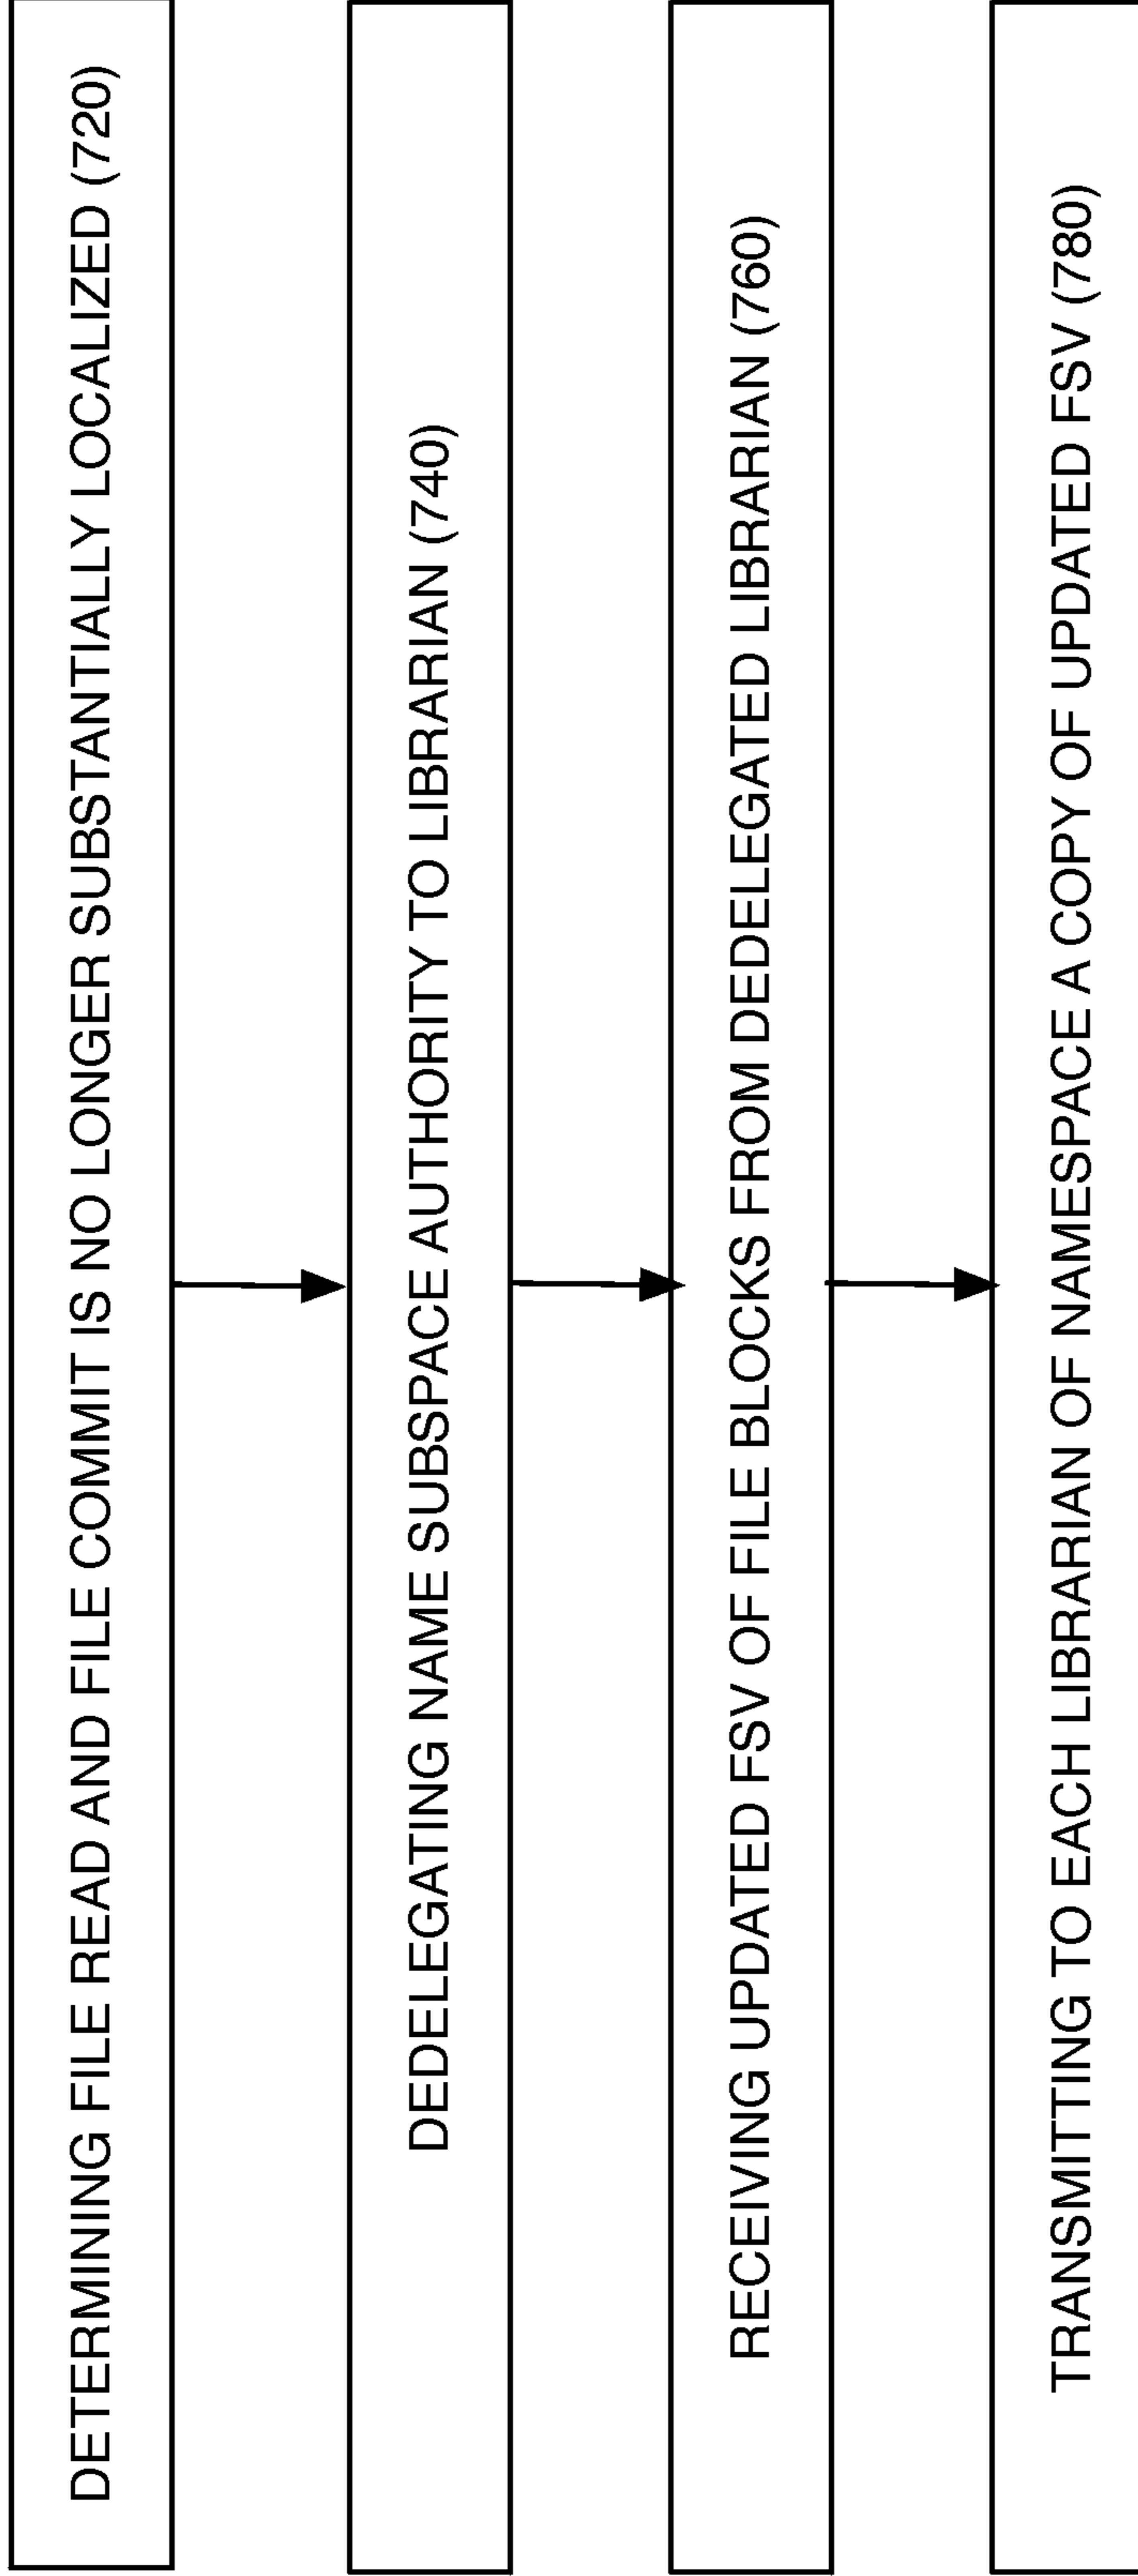 DETERMINING FILE READ AND FILE COMMIT IS NO LONGER SUBSTANTIALLY LOCALIZED (720)
DEDELEGATING NAME SUBSPACE AUTHORITY TO LIBRARIAN (740)
RECEIVING UPDATED FSV OF FILE BLOCKS FROM DEDELEGATED LIBRARIAN (760)
TRANSMITTING TO EACH LIBRARIAN OF NAMESPACE A COPY OF UPDATED FSV (780)